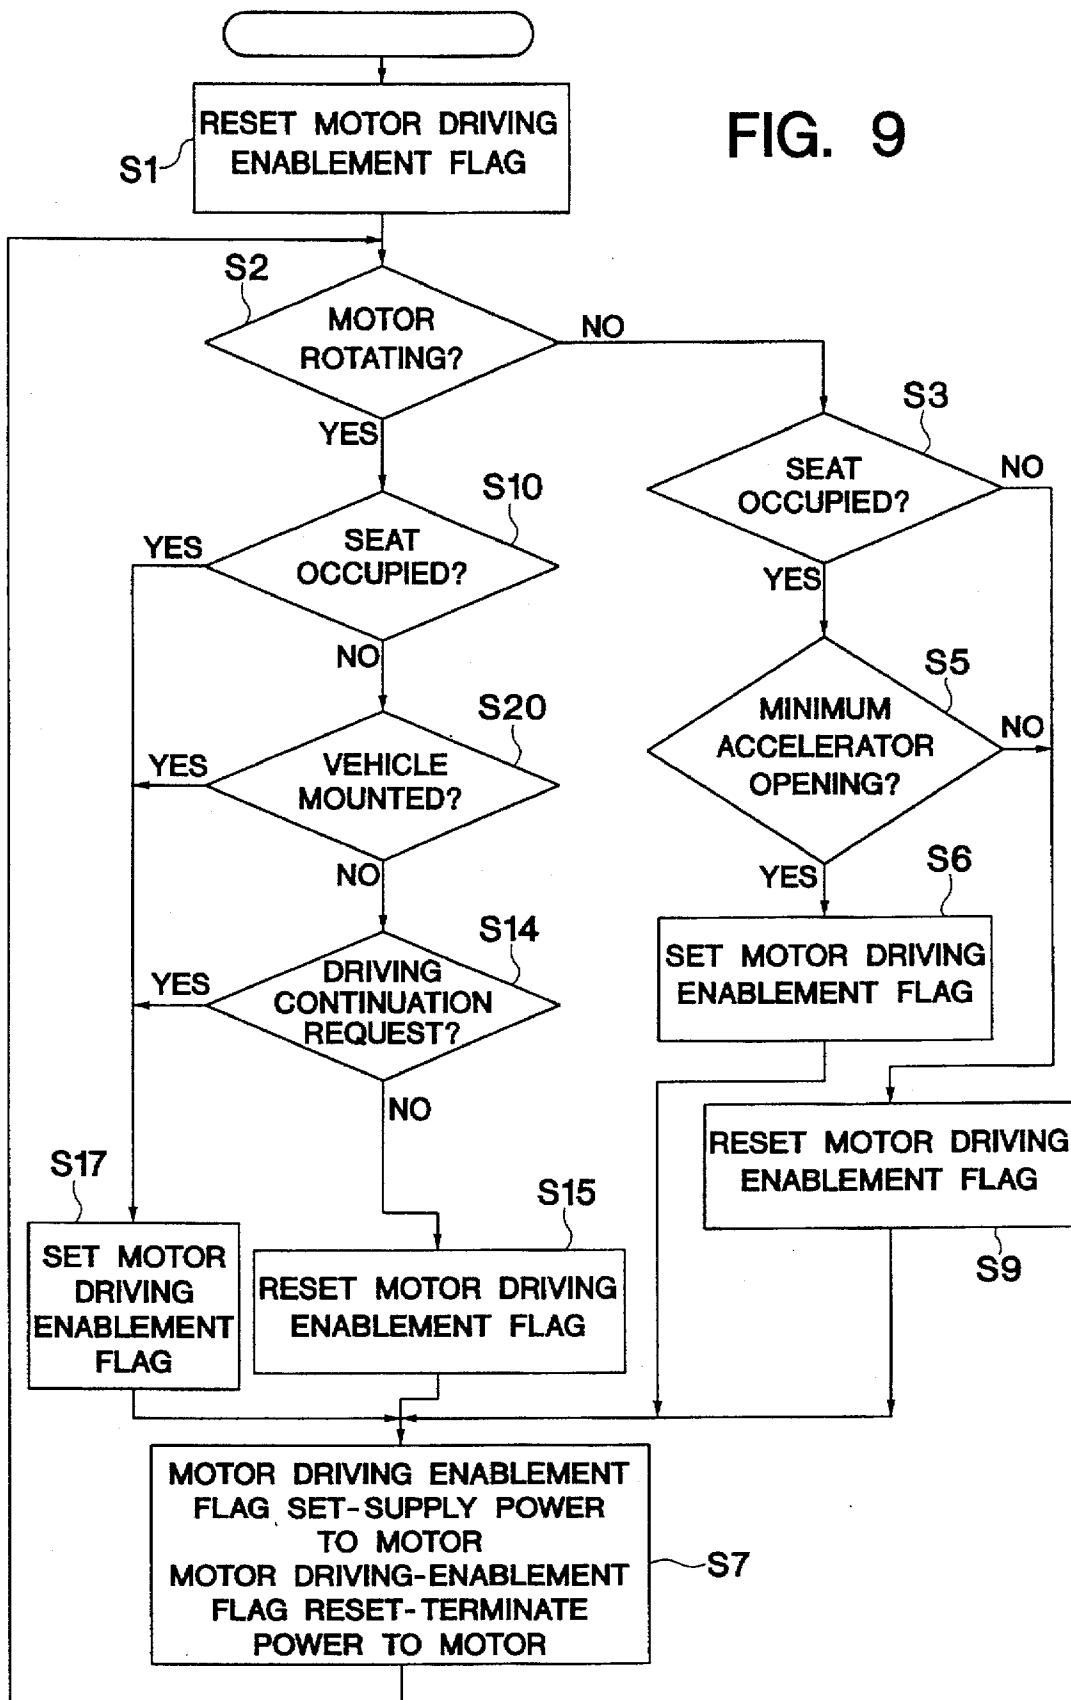 RESET MOTOR DRIVING
ENABLEMENT FLAG
S1
FIG. 9
S2
MOTOR
ROTATING?
NO
YES
S3
SEAT
OCCUPIED?
NO
YES
S10
SEAT
OCCUPIED?
YES
NO
S5
MINIMUM
ACCELERATOR
OPENING?
NO
YES
S20
VEHICLE
MOUNTED?
YES
NO
S6
SET MOTOR DRIVING
ENABLEMENT FLAG
S14
DRIVING
CONTINUATION
REQUEST?
YES
NO
RESET MOTOR DRIVING
ENABLEMENT FLAG
S9
S17
SET MOTOR
DRIVING
ENABLEMENT
FLAG
S15
RESET MOTOR DRIVING
ENABLEMENT FLAG
MOTOR DRIVING ENABLEMENT
FLAG SET-SUPPLY POWER
TO MOTOR
MOTOR DRIVING-ENABLEMENT
FLAG RESET-TERMINATE
POWER TO MOTOR
S7